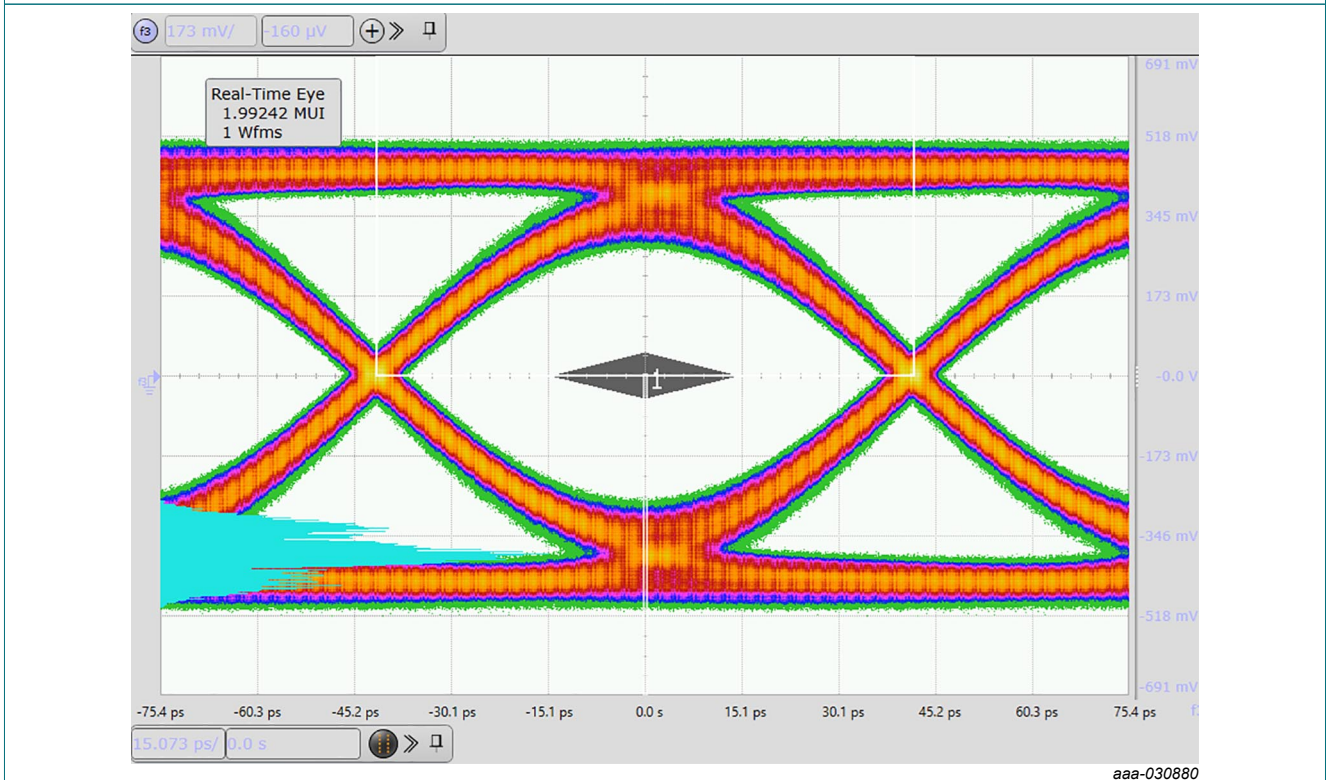 f3 173 mV/ -160 µV
691 mV
Real-Time Eye
1.99242 MUI
1 Wfms
518 mV
345 mV
173 mV
1
-0.0 V
-173 mV
-346 mV
-518 mV
-691 mV
-75.4 ps -60.3 ps -45.2 ps -30.1 ps -15.1 ps 0.0 s 15.1 ps 30.1 ps 45.2 ps 60.3 ps 75.4 ps
15.073 ps/ 0.0 s
aaa-030880